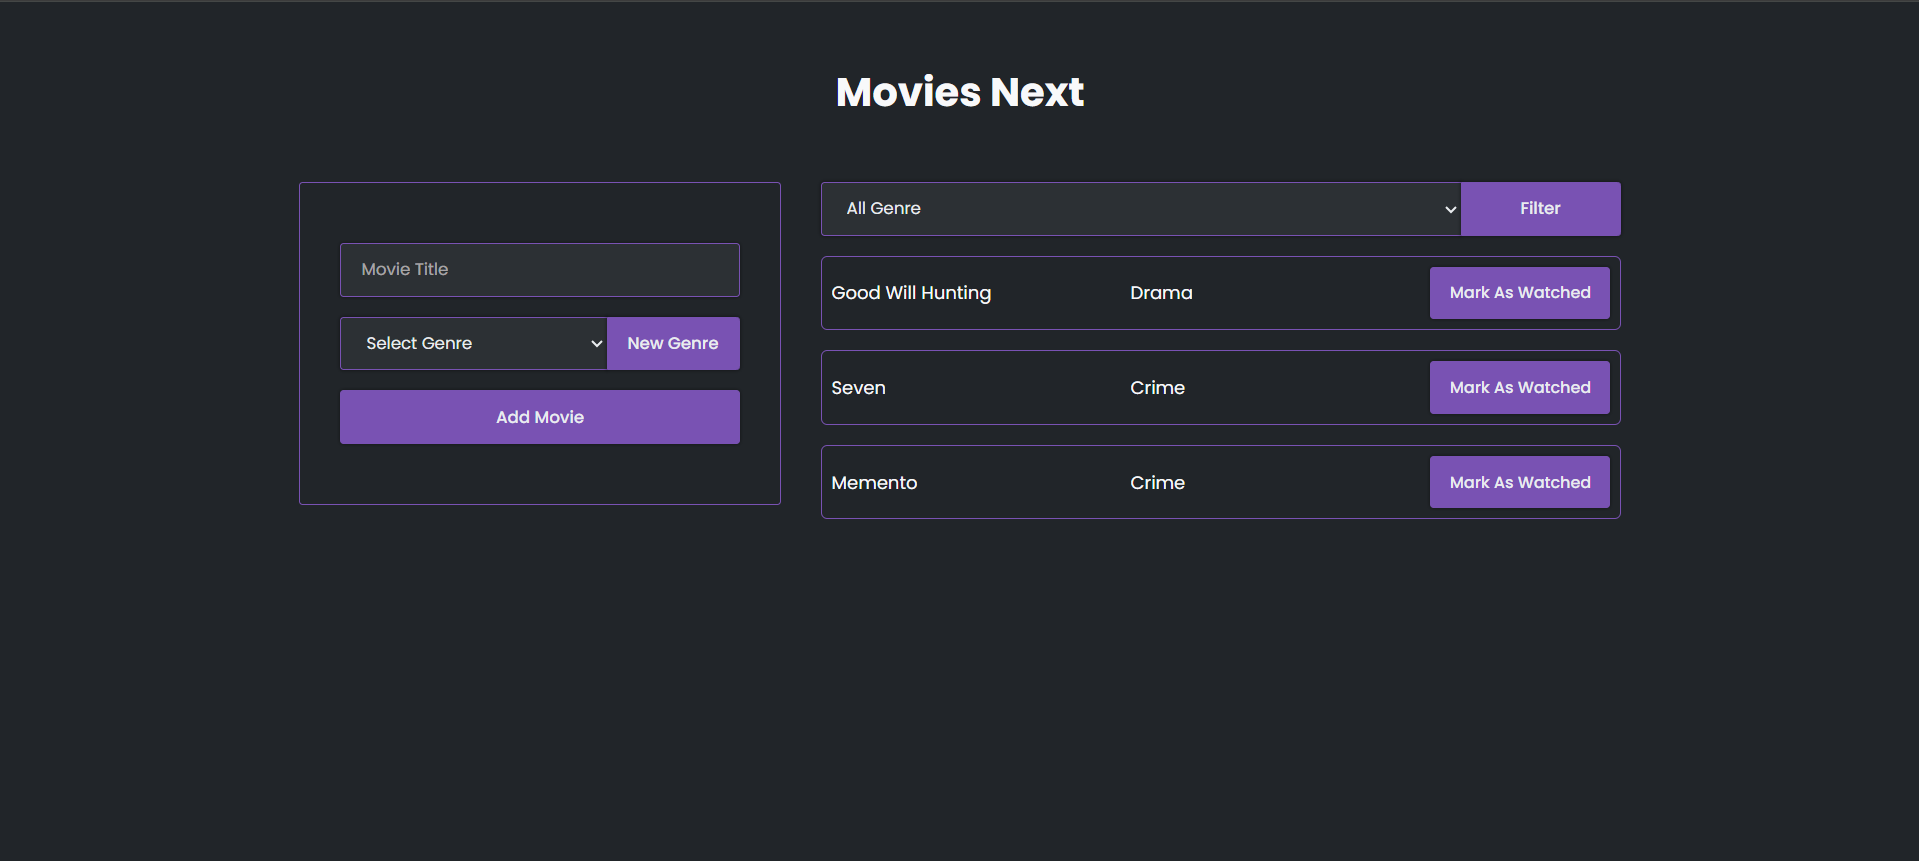 Movies Next
Movie Title
Select Genre
New Genre
Add Movie
All Genre
Filter
Good Will Hunting
Drama
Mark As Watched
Seven
Crime
Mark As Watched
Memento
Crime
Mark As Watched